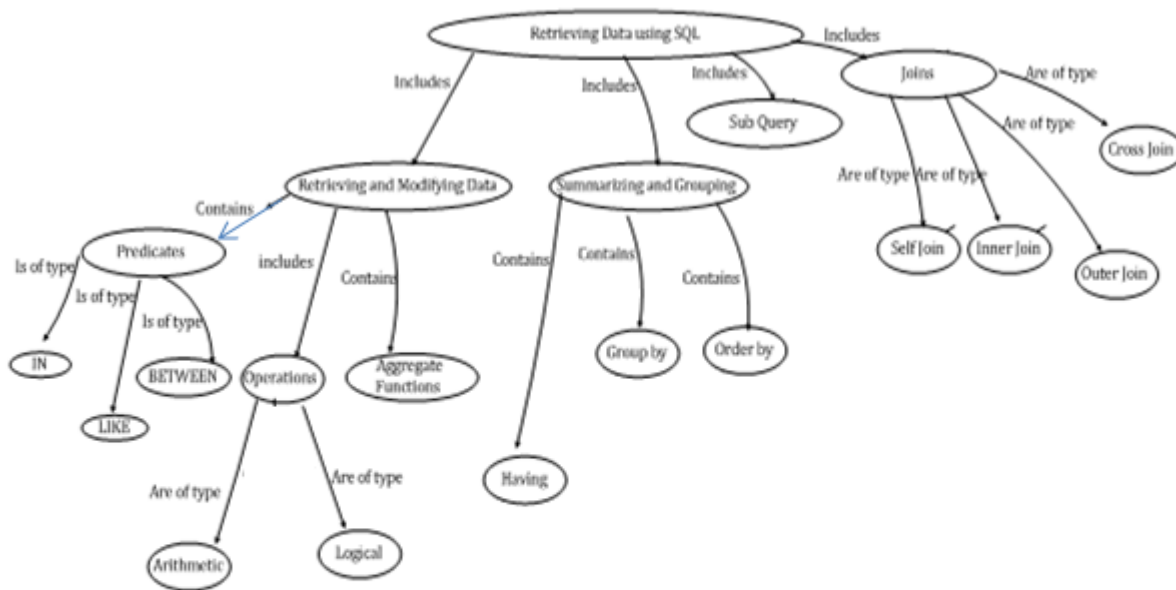 Retrieving Data using SQL
Includes
Includes
Includes
Includes
Joins
Are of type
Sub Query
Are of type
Cross Join
Retrieving and Modifying Data
Summarizing and Grouping
Are of type
Are of type
Contains
Predicates
Self Join
Inner Join
Outer Join
Is of type
includes
Contains
Contains
Contains
Contains
Is of type
Is of type
IN
BETWEEN
Operations
Aggregate
Functions
Group by
Order by
LIKE
Having
Are of type
Are of type
Arithmetic
Logical